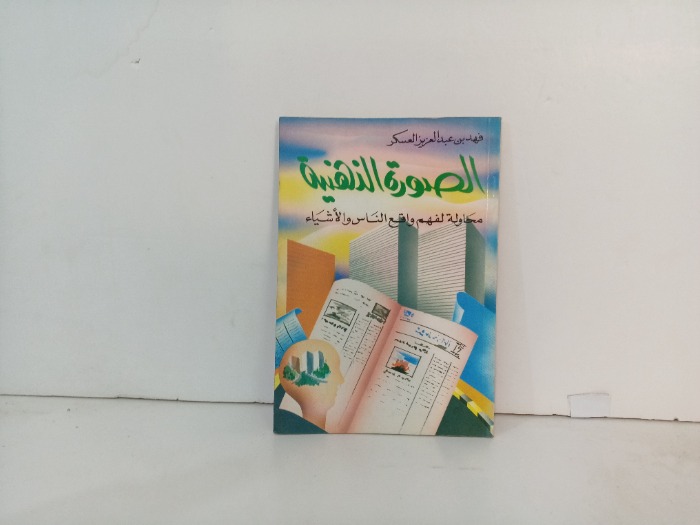 فهد بن عبد العزيز العسكر
الصورة الذهنية
محاولة لفهم واقع الناس والأشياء